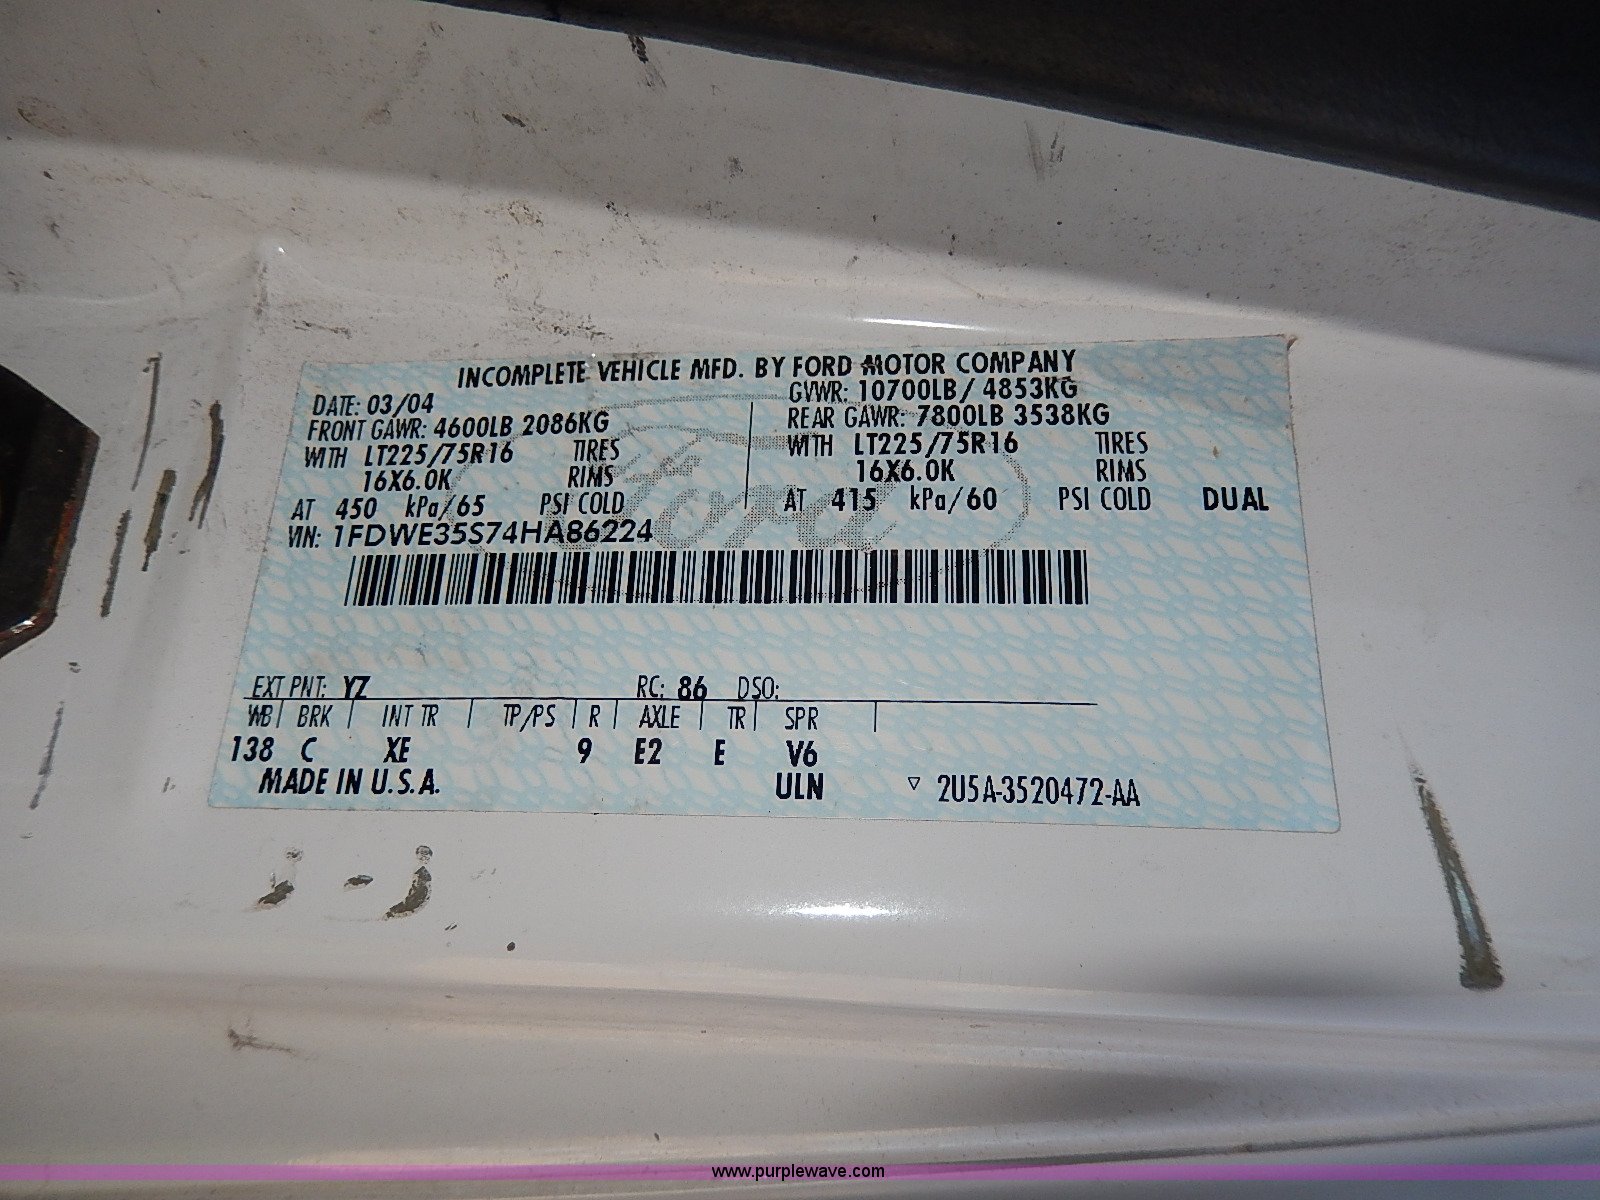 INCOMPLETE VEHICLE MFD. BY FORD MOTOR COMPANY
DATE: 03/04 GVWR: 10700LB/ 4853KG
FRONT GAWR: 4600LB 2086KG REAR GAWR: 7800LB 3538KG
WITH LT225/75R16 TIRES WITH LT225/75R16 TIRES
16X6.0K RIMS 16X6.0K RIMS
AT 450 kPa/65 PSI COLD AT 415 kPa/60 PSI COLD DUAL
VIN: 1FDWE35S74HA86224
Ford
EXT PNT: YZ RC: 86 DSO:
WB BRK INT TR TP/PS R AXLE TR SPR
138 C XE 9 E2 E V6
MADE IN U.S.A. ULN ▽ 2U5A-3520472-AA
www.purplewave.com